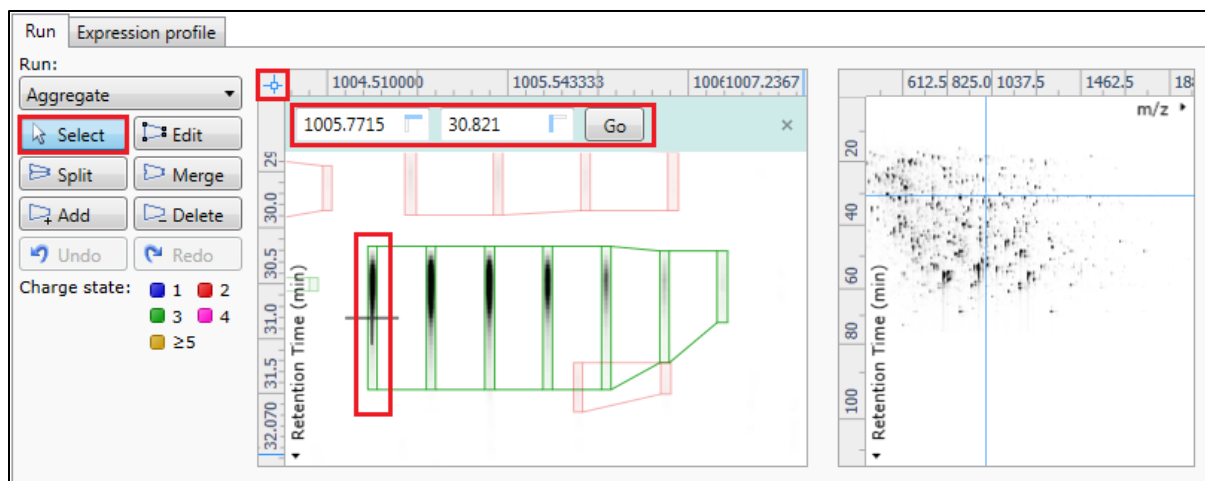 Run Expression profile
Run:
Aggregate
Select Edit
Split Merge
Add Delete
Undo Redo
Charge state: 1 2
3 4
≥5
1004.510000 1005.543333 1006 1007.2367
1005.7715 30.821 Go ×
29
30.0
30.5
31.0
31.5
32.070
Retention Time (min)
612.5 825.0 1037.5 1462.5 18
m/z
20
40
60
80
100
Retention Time (min)